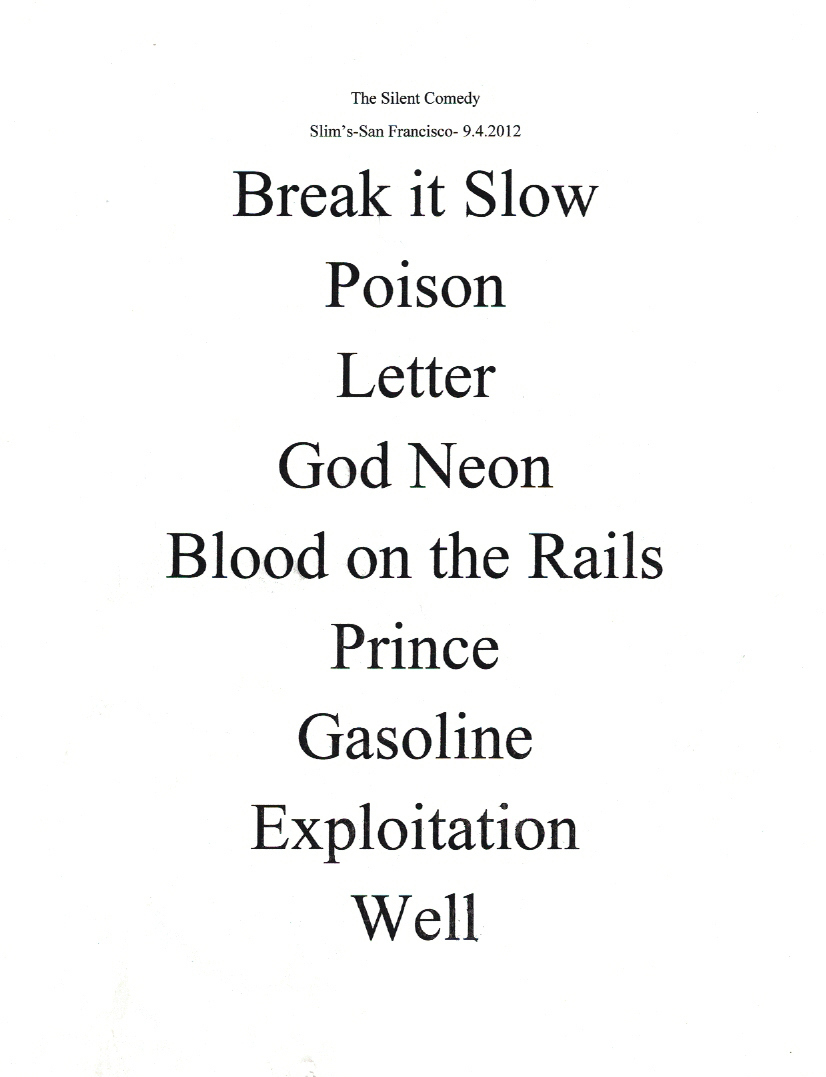 The Silent Comedy
Slim's-San Francisco- 9.4.2012
Break it Slow
Poison
Letter
God Neon
Blood on the Rails
Prince
Gasoline
Exploitation
Well